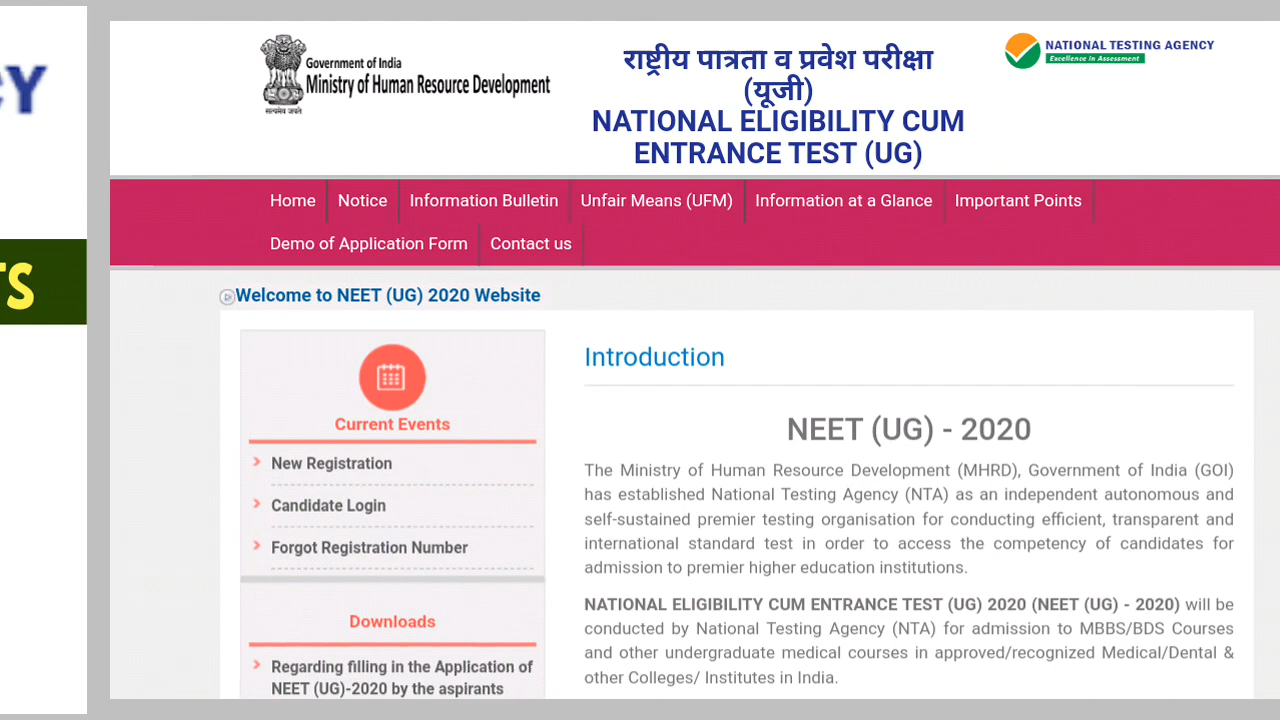 CY
TS
सत्यमेव जयते
Government of India
Ministry of Human Resource Development
राष्ट्रीय पात्रता व प्रवेश परीक्षा
(यूजी)
NATIONAL ELIGIBILITY CUM
ENTRANCE TEST (UG)
NATIONAL TESTING AGENCY
Excellence in Assessment
Home
Notice
Information Bulletin
Unfair Means (UFM)
Information at a Glance
Important Points
Demo of Application Form
Contact us
Welcome to NEET (UG) 2020 Website
Current Events
New Registration
Candidate Login
Forgot Registration Number
Downloads
Regarding filling in the Application of
NEET (UG)-2020 by the aspirants
Introduction
NEET (UG) - 2020
The Ministry of Human Resource Development (MHRD), Government of India (GOI)
has established National Testing Agency (NTA) as an independent autonomous and
self-sustained premier testing organisation for conducting efficient, transparent and
international standard test in order to access the competency of candidates for
admission to premier higher education institutions.
NATIONAL ELIGIBILITY CUM ENTRANCE TEST (UG) 2020 (NEET (UG) - 2020) will be
conducted by National Testing Agency (NTA) for admission to MBBS/BDS Courses
and other undergraduate medical courses in approved/recognized Medical/Dental &
other Colleges/ Institutes in India.